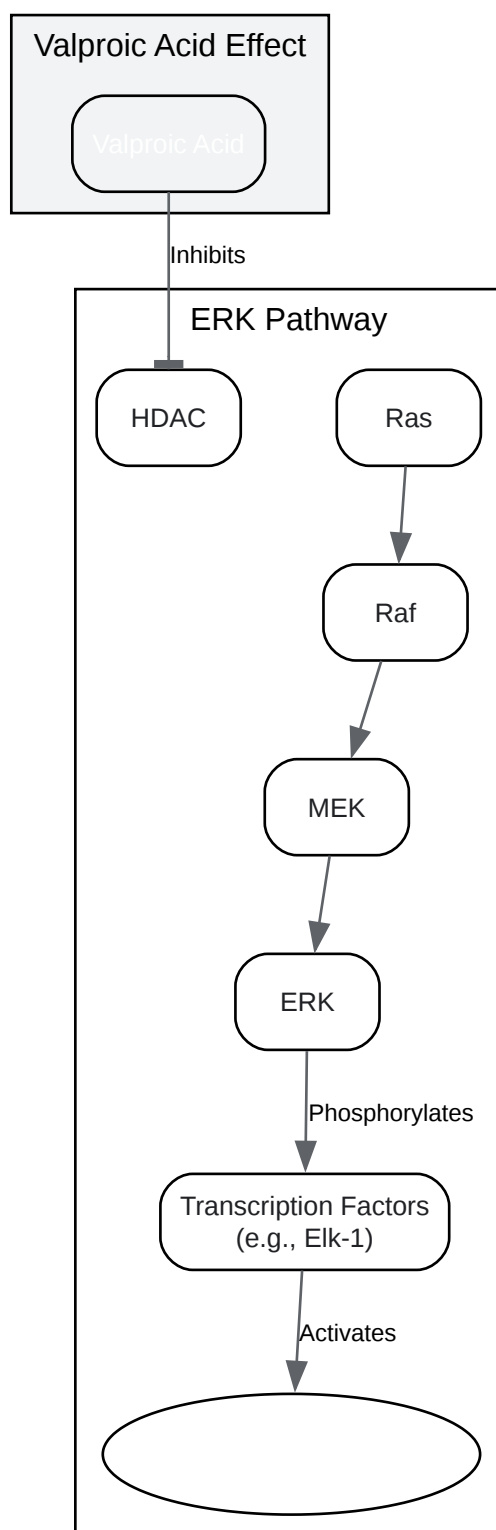 Valproic Acid Effect
Valproic Acid
Inhibits
ERK Pathway
HDAC
Ras
Raf
MEK
ERK
Phosphorylates
Transcription Factors
(e.g., Elk-1)
Activates